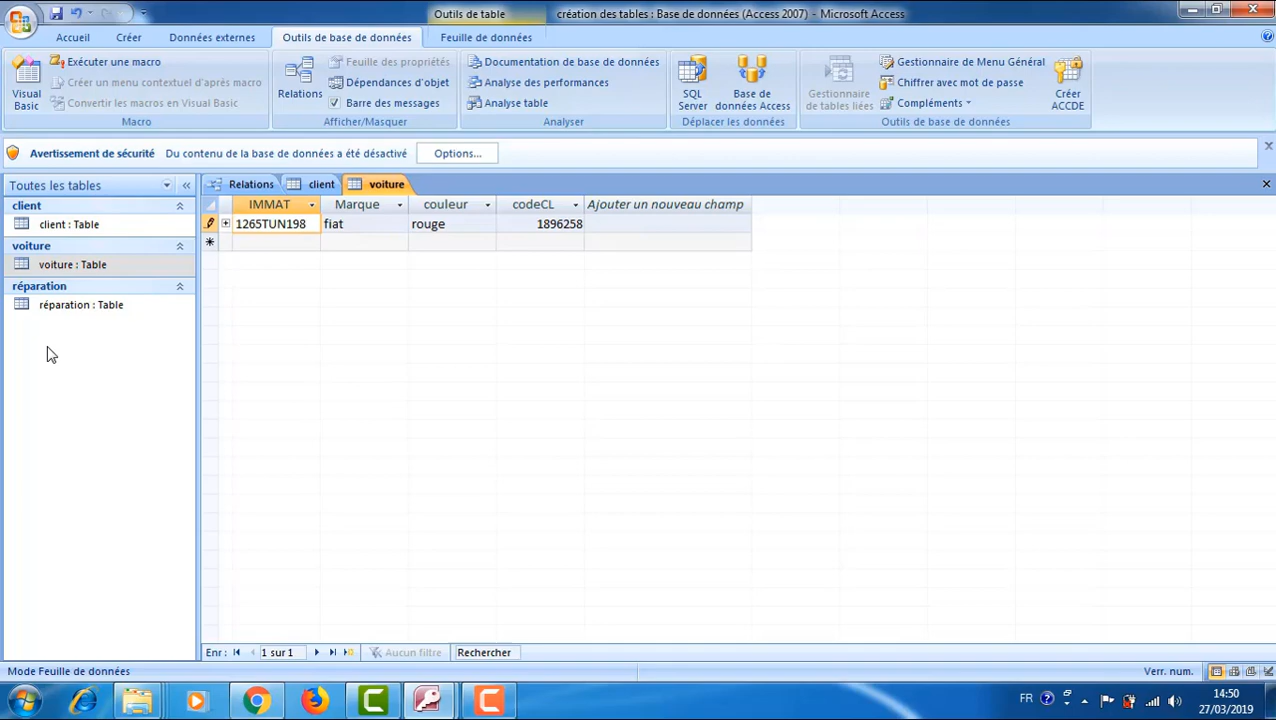 Outils de table
création des tables : Base de données (Access 2007) - Microsoft Access
Accueil
Créer
Données externes
Outils de base de données
Feuille de données
Visual Basic
Exécuter une macro
Créer un menu contextuel d'après macro
Convertir les macros en Visual Basic
Macro
Relations
Feuille des propriétés
Dépendances d'objet
Barre des messages
Afficher/Masquer
Documentation de base de données
Analyse des performances
Analyse table
Analyser
SQL Server
Base de données Access
Déplacer les données
Gestionnaire de tables liées
Gestionnaire de Menu Général
Chiffrer avec mot de passe
Compléments
Créer ACCDE
Outils de base de données
Avertissement de sécurité
Du contenu de la base de données a été désactivé
Options...
Toutes les tables
Relations
client
voiture
client
client : Table
voiture
voiture : Table
réparation
réparation : Table
IMMAT
Marque
couleur
codeCL
Ajouter un nouveau champ
1265TUN198
fiat
rouge
1896258
Enr :
1 sur 1
Aucun filtre
Rechercher
Mode Feuille de données
Verr. num.
FR
14:50
27/03/2019